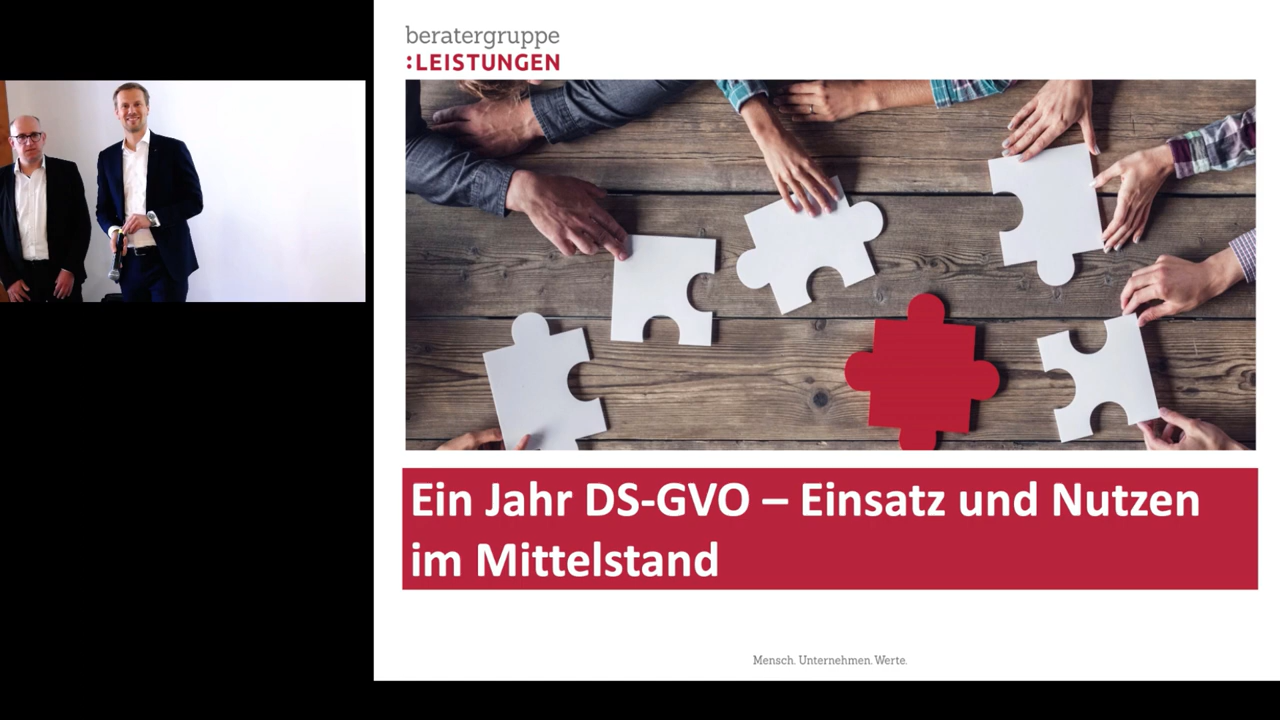 beratergruppe
:LEISTUNGEN
Ein Jahr DS-GVO – Einsatz und Nutzen
im Mittelstand
Mensch. Unternehmen. Werte.